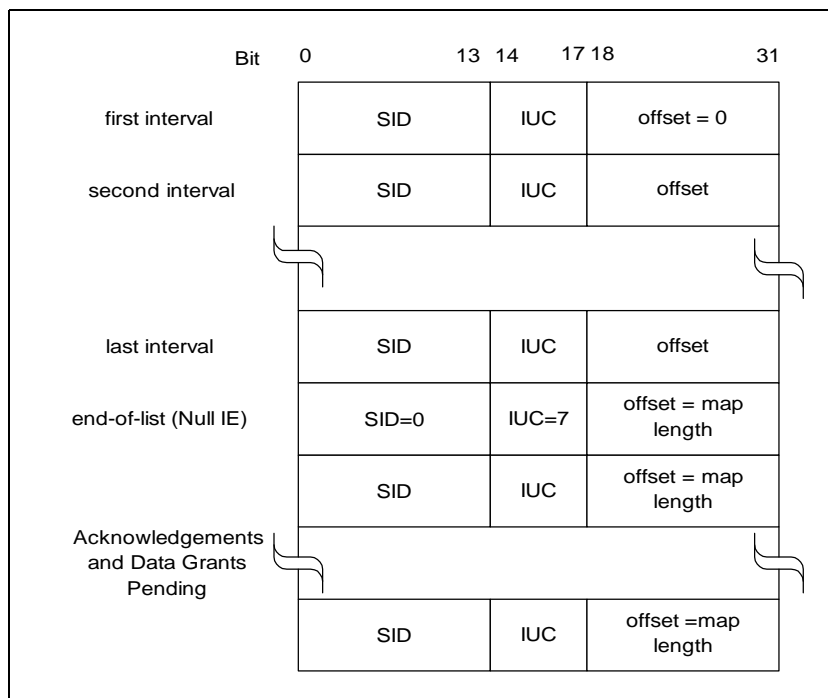 Bit 0 13 14 17 18 31
first interval SID IUC offset = 0
second interval SID IUC offset
last interval SID IUC offset
end-of-list (Null IE) SID=0 IUC=7 offset = map
length
SID IUC offset = map
length
Acknowledgements
and Data Grants
Pending
SID IUC offset =map
length